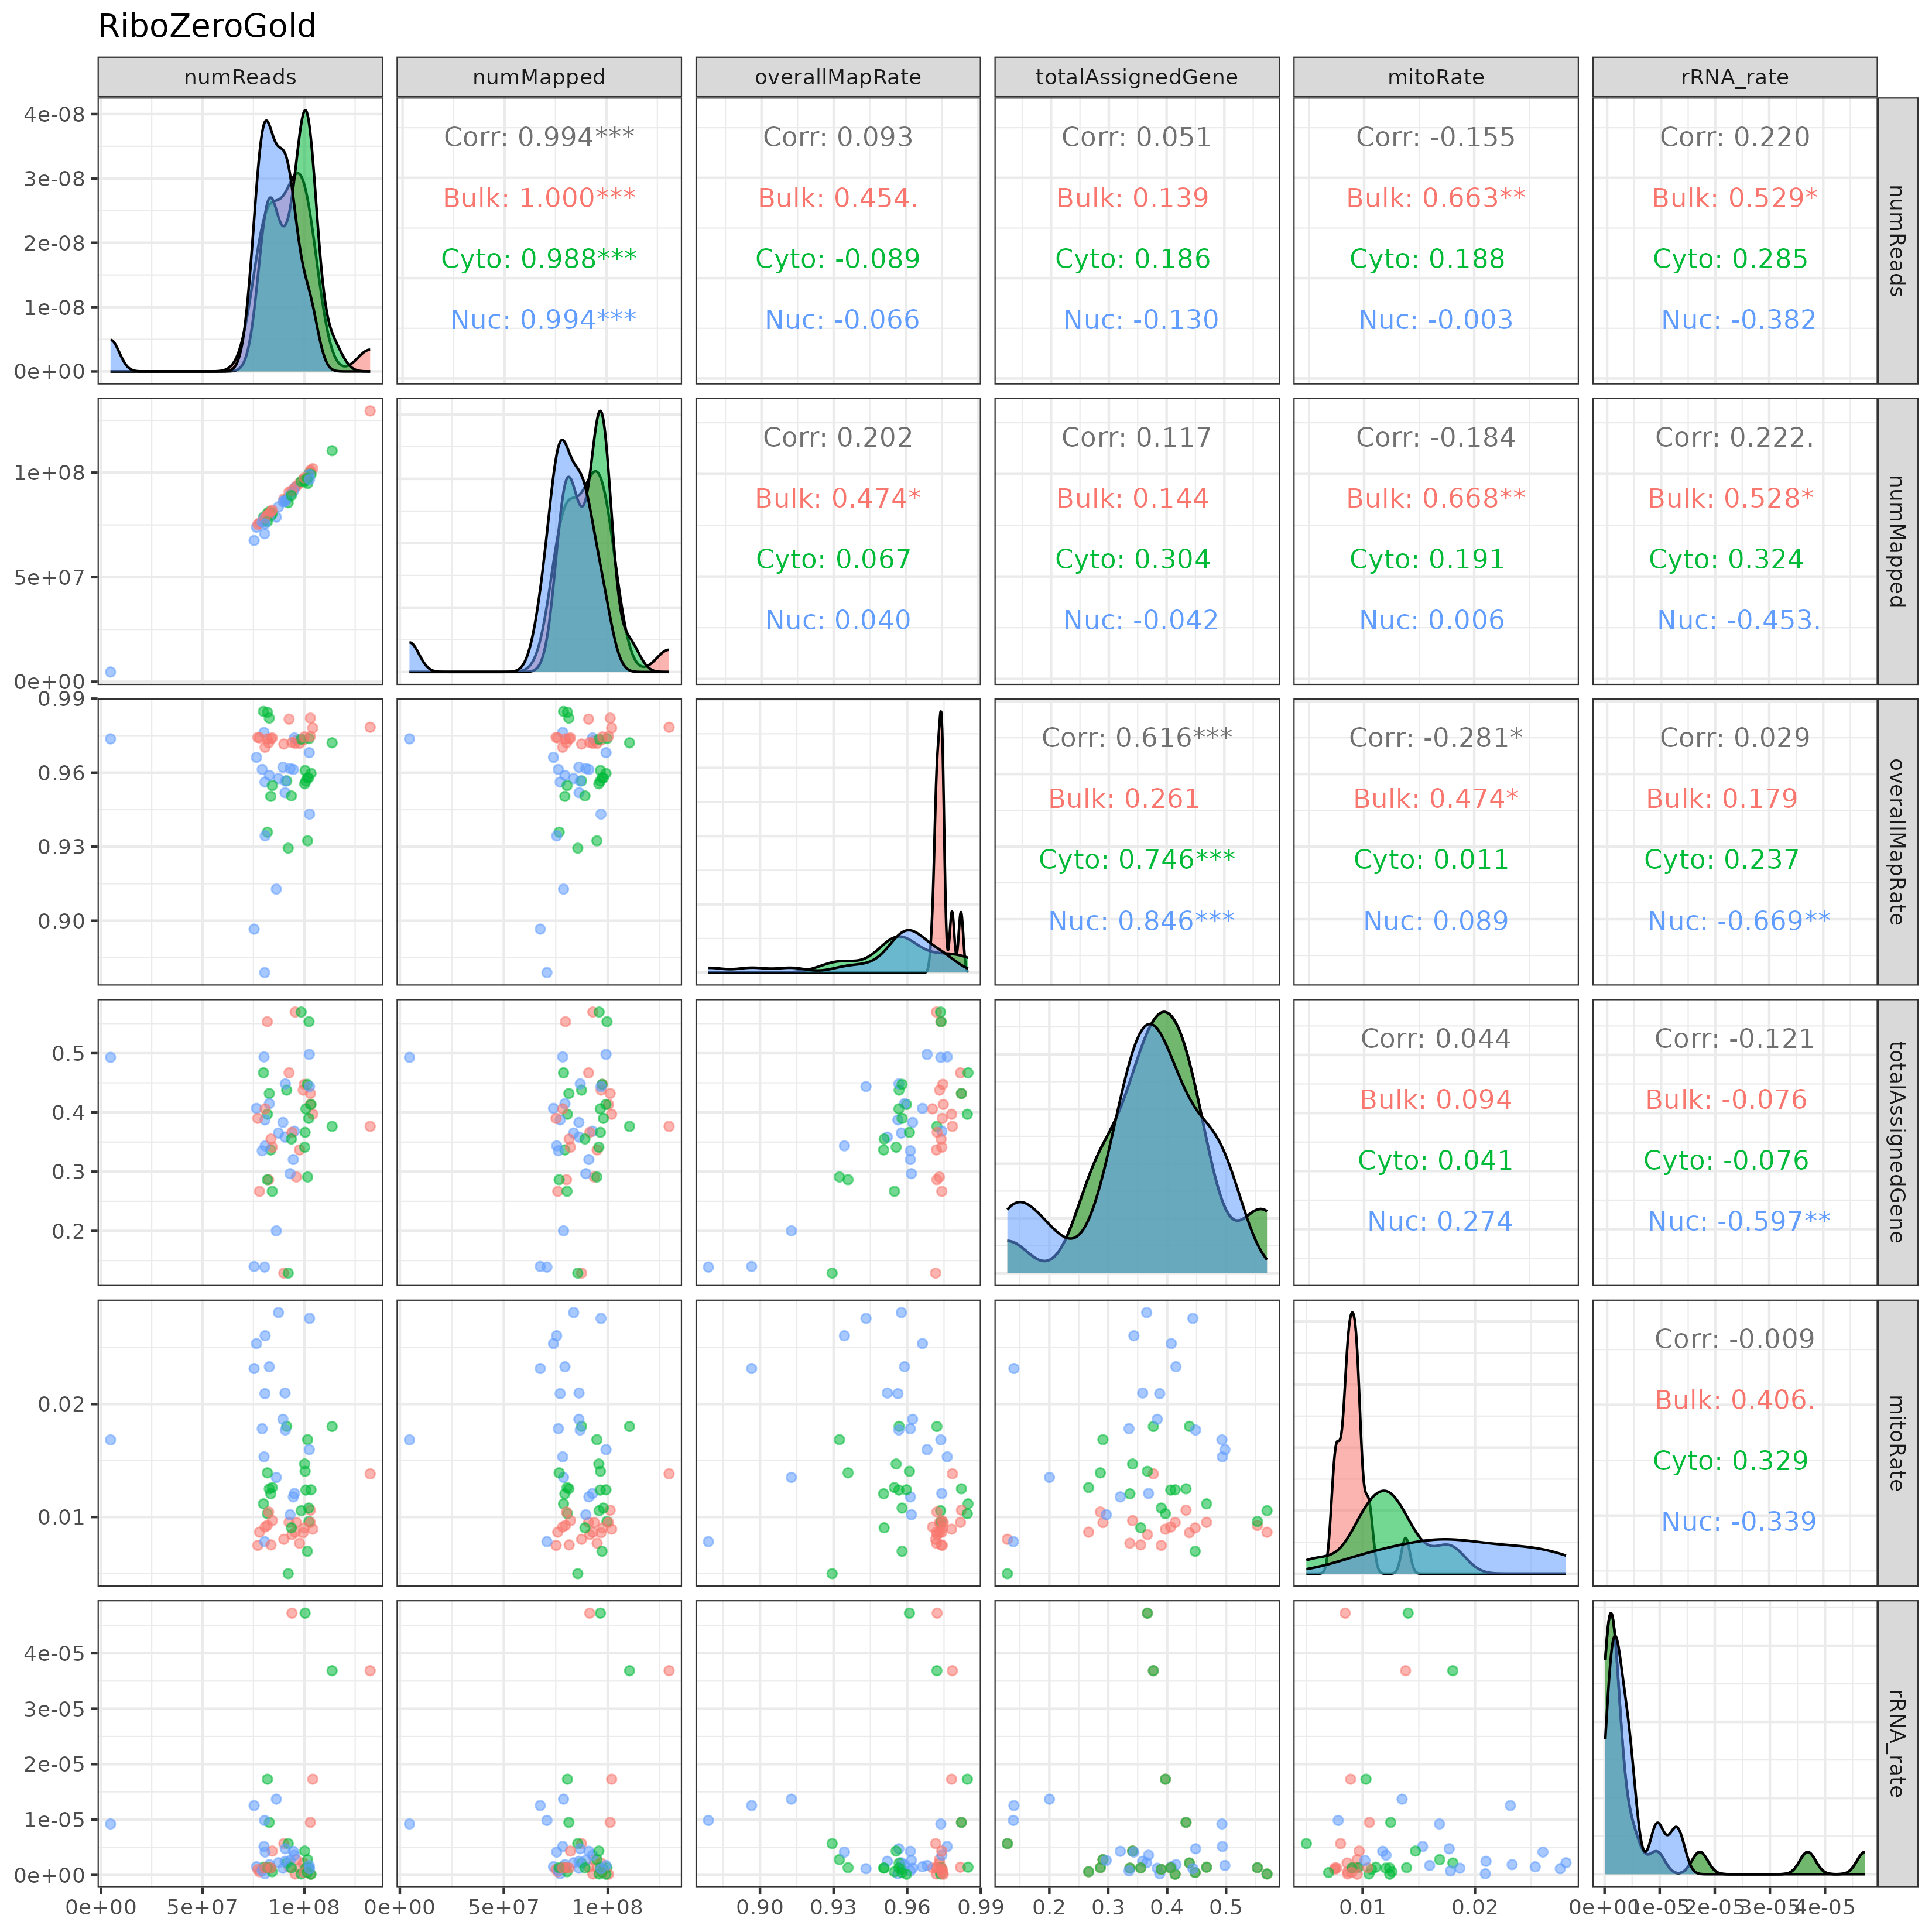 RiboZeroGold
numReads numMapped overallMapRate totalAssignedGene mitoRate rRNA_rate
4e-08
3e-08
2e-08
1e-08
0e+00
Corr: 0.994***
Bulk: 1.000***
Cyto: 0.988***
Nuc: 0.994***
Corr: 0.093
Bulk: 0.454.
Cyto: -0.089
Nuc: -0.066
Corr: 0.051
Bulk: 0.139
Cyto: 0.186
Nuc: -0.130
Corr: -0.155
Bulk: 0.663**
Cyto: 0.188
Nuc: -0.003
Corr: 0.220
Bulk: 0.529*
Cyto: 0.285
Nuc: -0.382
numReads
1e+08
5e+07
0e+00
Corr: 0.202
Bulk: 0.474*
Cyto: 0.067
Nuc: 0.040
Corr: 0.117
Bulk: 0.144
Cyto: 0.304
Nuc: -0.042
Corr: -0.184
Bulk: 0.668**
Cyto: 0.191
Nuc: 0.006
Corr: 0.222.
Bulk: 0.528*
Cyto: 0.324
Nuc: -0.453.
numMapped
0.99
0.96
0.93
0.90
Corr: 0.616***
Bulk: 0.261
Cyto: 0.746***
Nuc: 0.846***
Corr: -0.281*
Bulk: 0.474*
Cyto: 0.011
Nuc: 0.089
Corr: 0.029
Bulk: 0.179
Cyto: 0.237
Nuc: -0.669**
overallMapRate
0.5
0.4
0.3
0.2
Corr: 0.044
Bulk: 0.094
Cyto: 0.041
Nuc: 0.274
Corr: -0.121
Bulk: -0.076
Cyto: -0.076
Nuc: -0.597**
totalAssignedGene
0.02
0.01
Corr: -0.009
Bulk: 0.406.
Cyto: 0.329
Nuc: -0.339
mitoRate
4e-05
3e-05
2e-05
1e-05
0e+00
rRNA_rate
0e+00 5e+07 1e+08 0e+00 5e+07 1e+08 0.90 0.93 0.96 0.99 0.2 0.3 0.4 0.5 0.01 0.02 0e+00 1e-05 2e-05 3e-05 4e-05